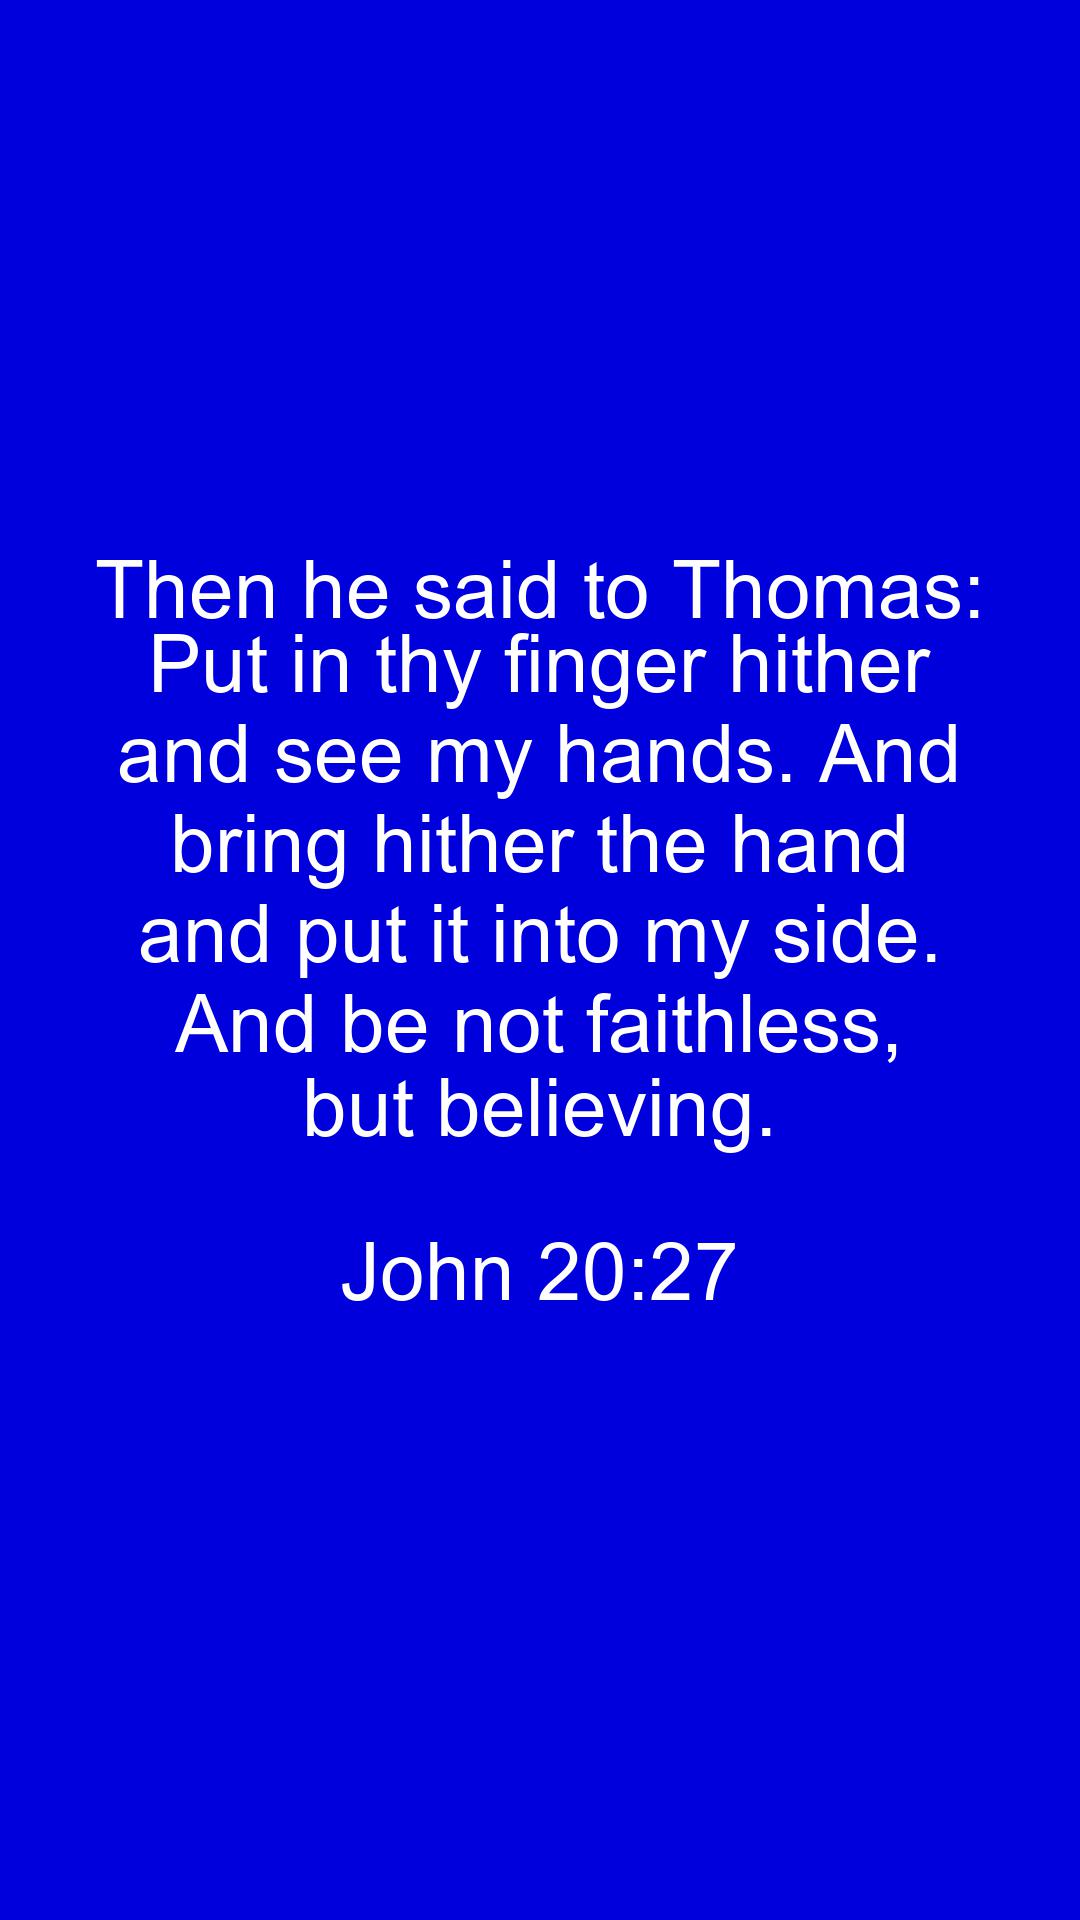 Then he said to Thomas:
Put in thy finger hither
and see my hands. And
bring hither the hand
and put it into my side.
And be not faithless,
but believing.
John 20:27